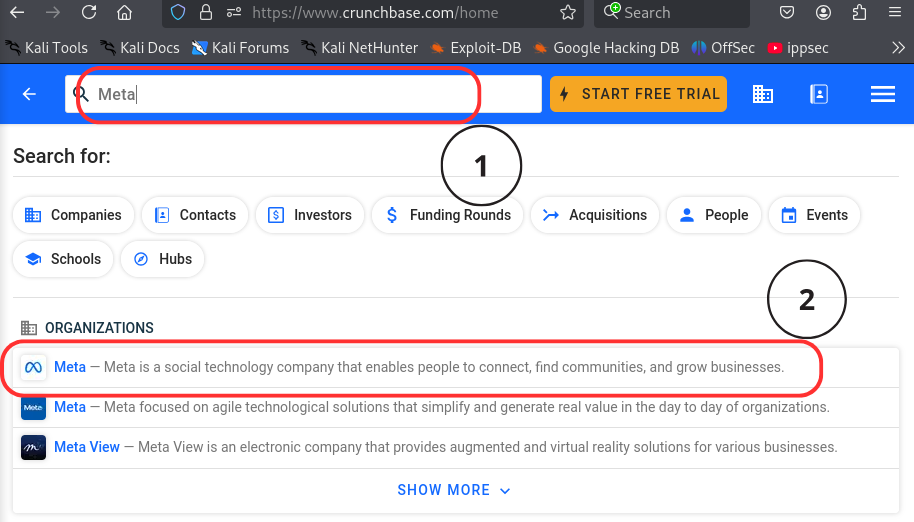 https://www.crunchbase.com/home
Search
Kali Tools Kali Docs Kali Forums Kali NetHunter Exploit-DB Google Hacking DB OffSec ippsec
Meta
START FREE TRIAL
1
Search for:
Companies Contacts Investors Funding Rounds Acquisitions People Events
Schools Hubs
2
ORGANIZATIONS
Meta — Meta is a social technology company that enables people to connect, find communities, and grow businesses.
Meta
Meta — Meta focused on agile technological solutions that simplify and generate real value in the day to day of organizations.
Meta View — Meta View is an electronic company that provides augmented and virtual reality solutions for various businesses.
SHOW MORE